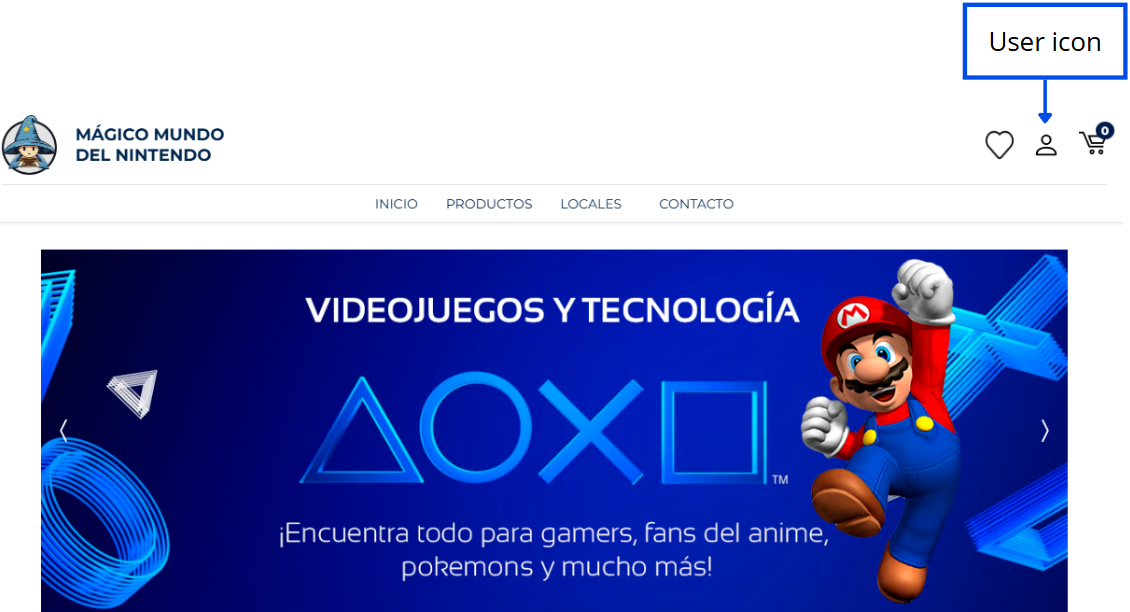 User icon
MÁGICO MUNDO
DEL NINTENDO
0
INICIO PRODUCTOS LOCALES CONTACTO
VIDEOJUEGOS Y TECNOLOGÍA
TM
M
¡Encuentra todo para gamers, fans del anime,
pokemons y mucho más!